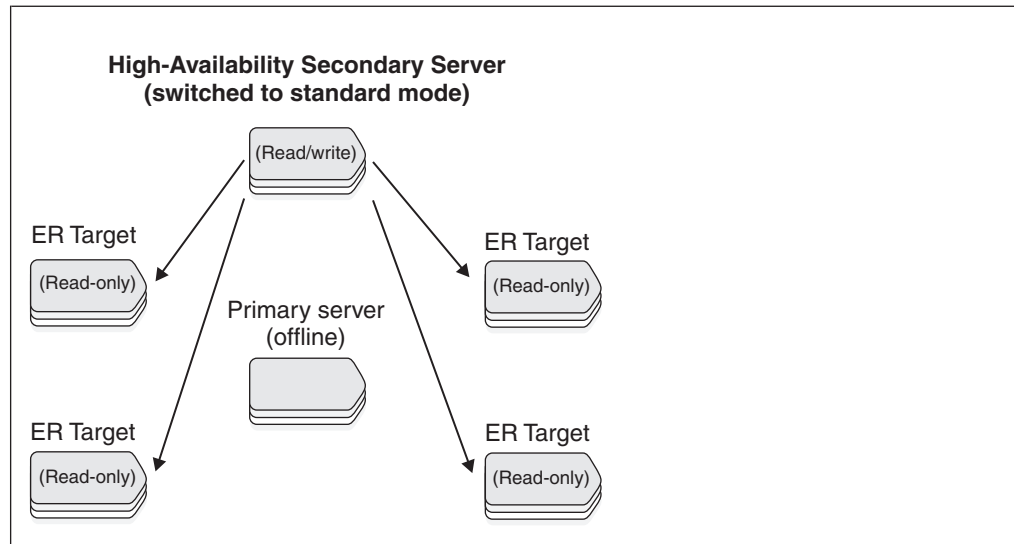 High-Availability Secondary Server
(switched to standard mode)
(Read/write)
ER Target
(Read-only)
ER Target
(Read-only)
Primary server
(offline)
ER Target
(Read-only)
ER Target
(Read-only)